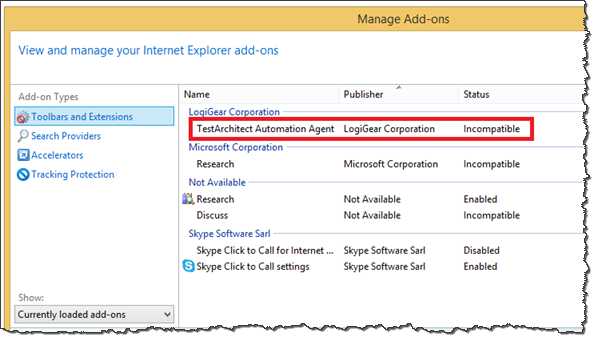 Manage Add-ons
View and manage your Internet Explorer add-ons
Add-on Types
Toolbars and Extensions
Search Providers
Accelerators
Tracking Protection
Show:
Currently loaded add-ons
Name Publisher Status
LogiGear Corporation
TestArchitect Automation Agent LogiGear Corporation Incompatible
Microsoft Corporation
Research Microsoft Corporation Incompatible
Not Available
Research Not Available Enabled
Discuss Not Available Incompatible
Skype Software Sarl
Skype Click to Call for Internet ... Skype Software Sarl Disabled
Skype Click to Call settings Skype Software Sarl Enabled